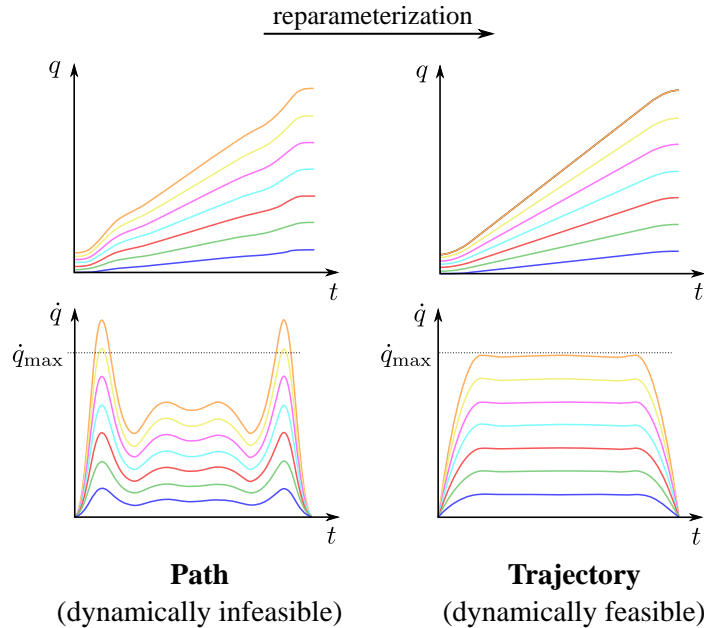 reparameterization
q
q
t
t
q̇
q̇
q̇max
q̇max
t
t
Path
Trajectory
(dynamically infeasible)
(dynamically feasible)